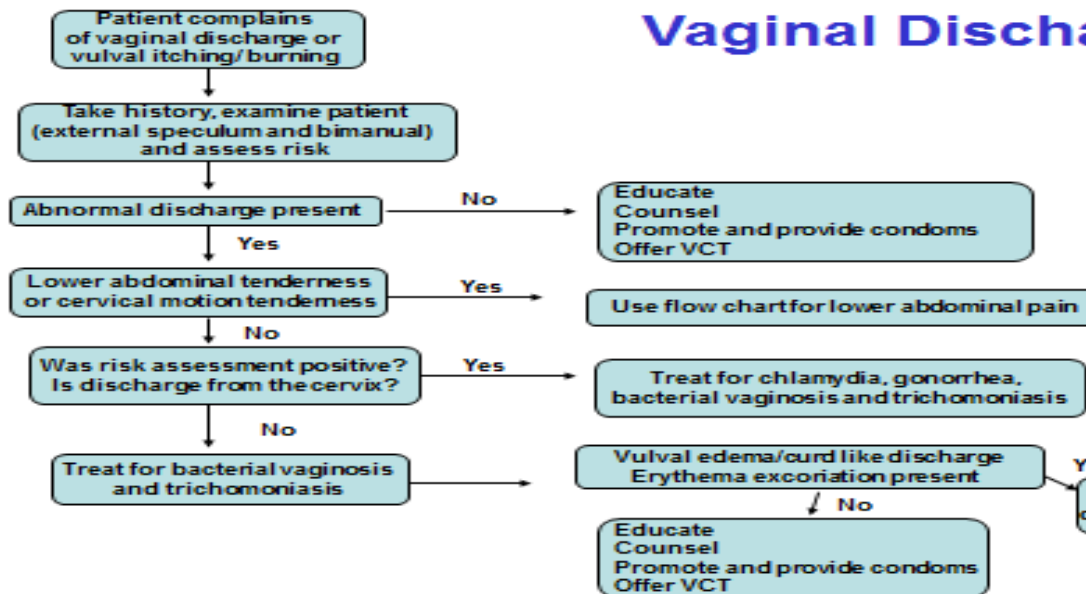 Vaginal Discha
Patient complains
of vaginal discharge or
vulval itching/burning
Take history, examine patient
(external speculum and bimanual)
and assess risk
Abnormal discharge present
No
Educate
Counsel
Promote and provide condoms
Offer VCT
Yes
Lower abdominal tenderness
or cervical motion tenderness
Yes
Use flow chart for lower abdominal pain
No
Was risk assessment positive?
Is discharge from the cervix?
Yes
Treat for chlamydia, gonorrhea,
bacterial vaginosis and trichomoniasis
No
Treat for bacterial vaginosis
and trichomoniasis
Vulval edema/curd like discharge
Erythema excoriation present
Y
No
Educate
Counsel
Promote and provide condoms
Offer VCT